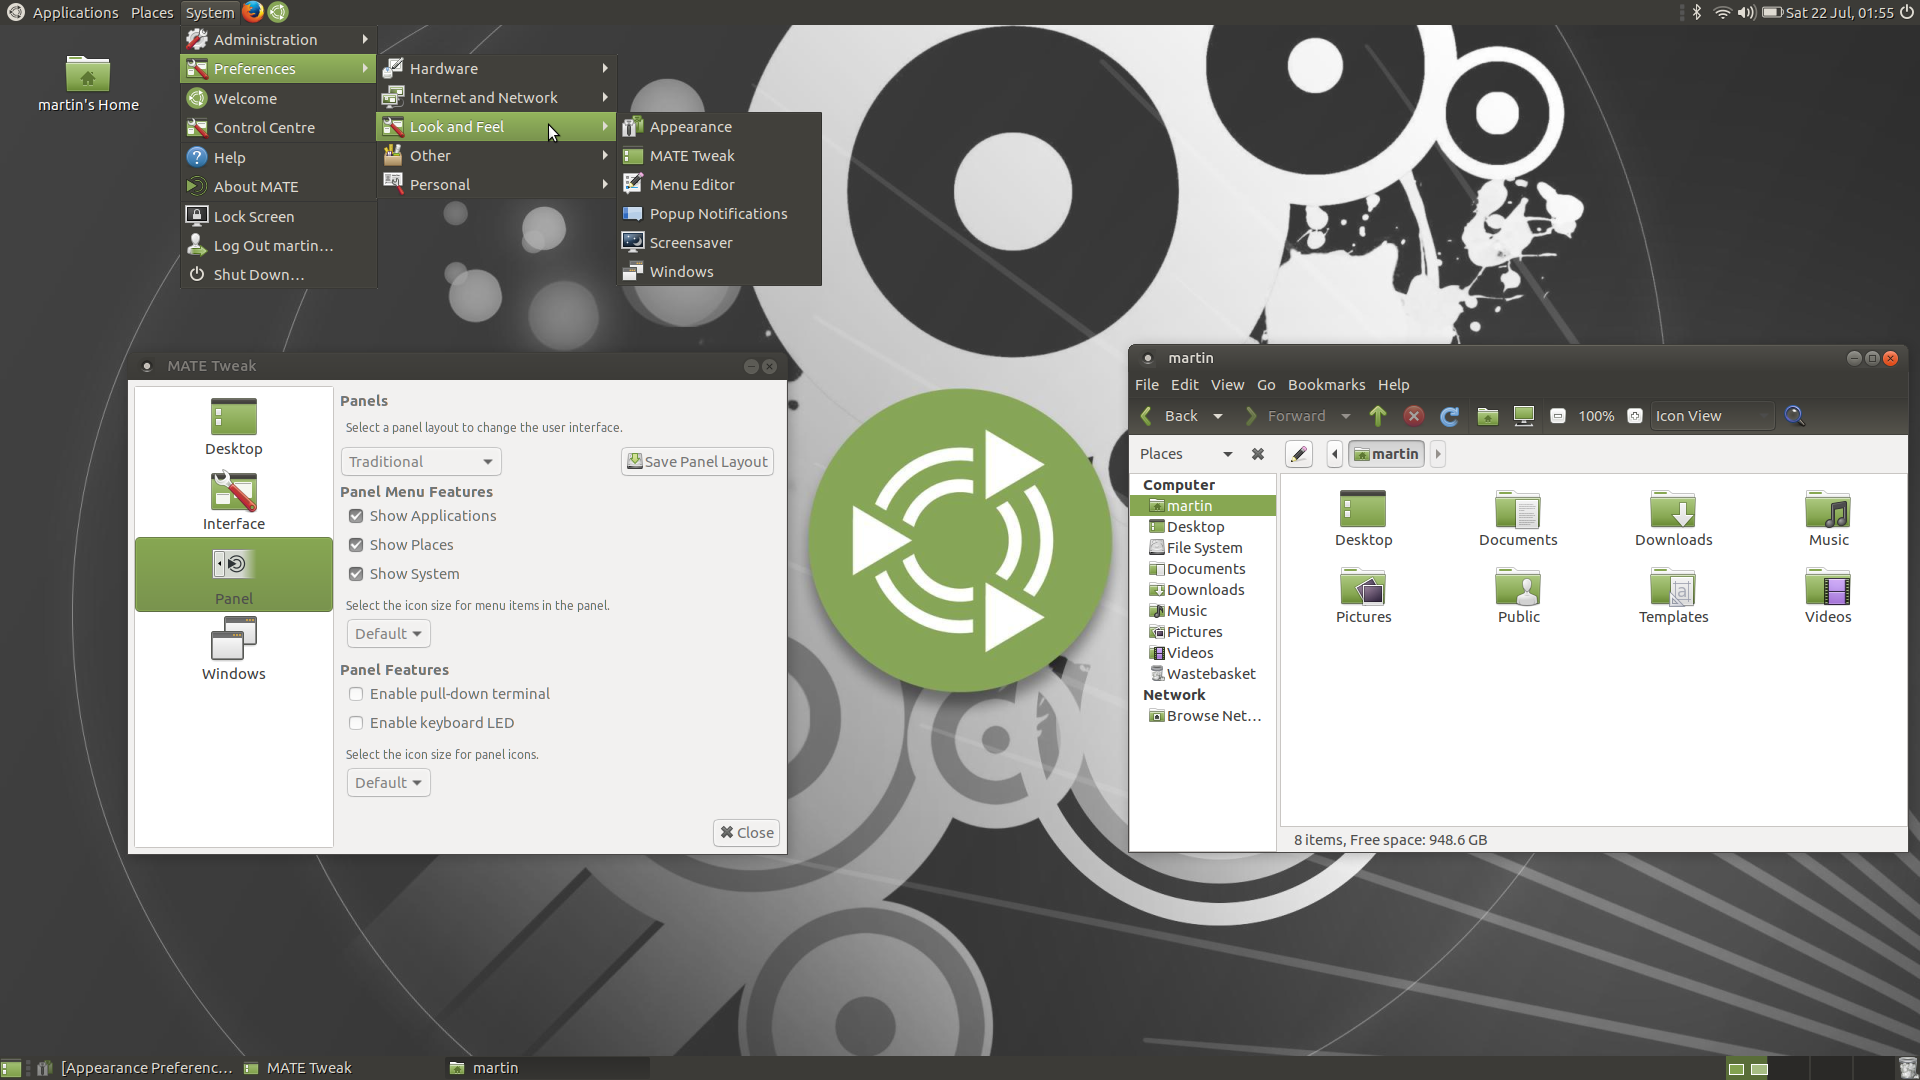 Applications Places System
Sat 22 Jul, 01:55
martin's Home
Administration
Preferences
Welcome
Control Centre
Help
About MATE
Lock Screen
Log Out martin...
Shut Down...
Hardware
Internet and Network
Look and Feel
Other
Personal
Appearance
MATE Tweak
Menu Editor
Popup Notifications
Screensaver
Windows
MATE Tweak
Desktop
Interface
Panel
Windows
Panels
Select a panel layout to change the user interface.
Traditional
Save Panel Layout
Panel Menu Features
Show Applications
Show Places
Show System
Select the icon size for menu items in the panel.
Default
Panel Features
Enable pull-down terminal
Enable keyboard LED
Select the icon size for panel icons.
Default
Close
martin
File Edit View Go Bookmarks Help
Back Forward 100% Icon View
Places
martin
Computer
martin
Desktop
File System
Documents
Downloads
Music
Pictures
Videos
Wastebasket
Network
Browse Net...
Desktop Documents Downloads Music
Pictures Public Templates Videos
8 items, Free space: 948.6 GB
[Appearance Preferenc... MATE Tweak martin